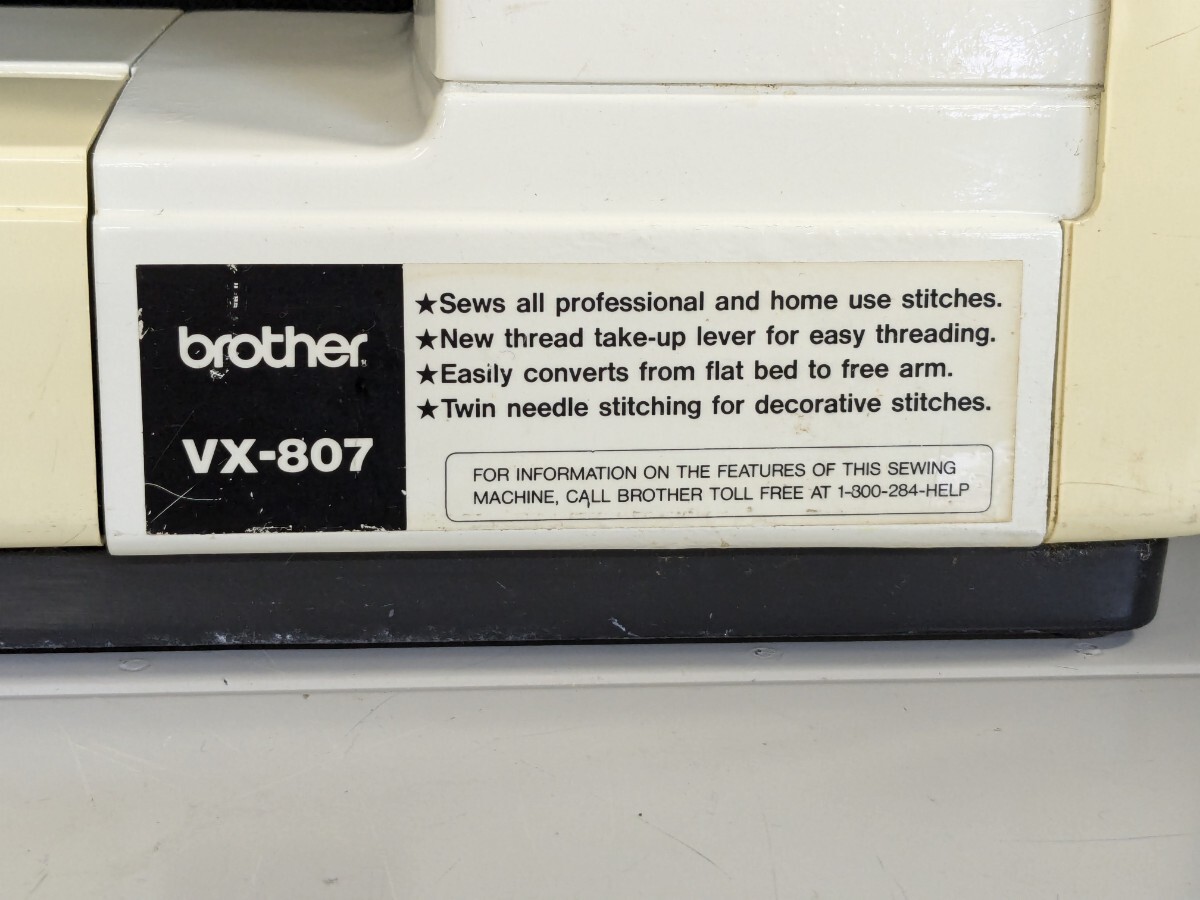 brother
VX-807
★Sews all professional and home use stitches.
★New thread take-up lever for easy threading.
★Easily converts from flat bed to free arm.
★Twin needle stitching for decorative stitches.
FOR INFORMATION ON THE FEATURES OF THIS SEWING
MACHINE, CALL BROTHER TOLL FREE AT 1-800-284-HELP